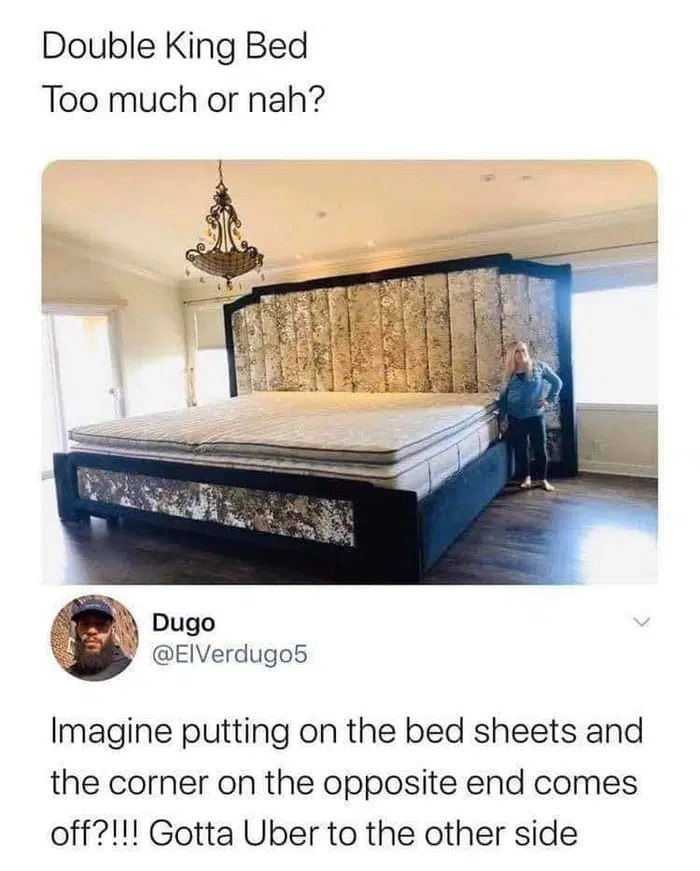 Double King Bed
Too much or nah?
Dugo
@ElVerdugo5
Imagine putting on the bed sheets and
the corner on the opposite end comes
off?!!! Gotta Uber to the other side